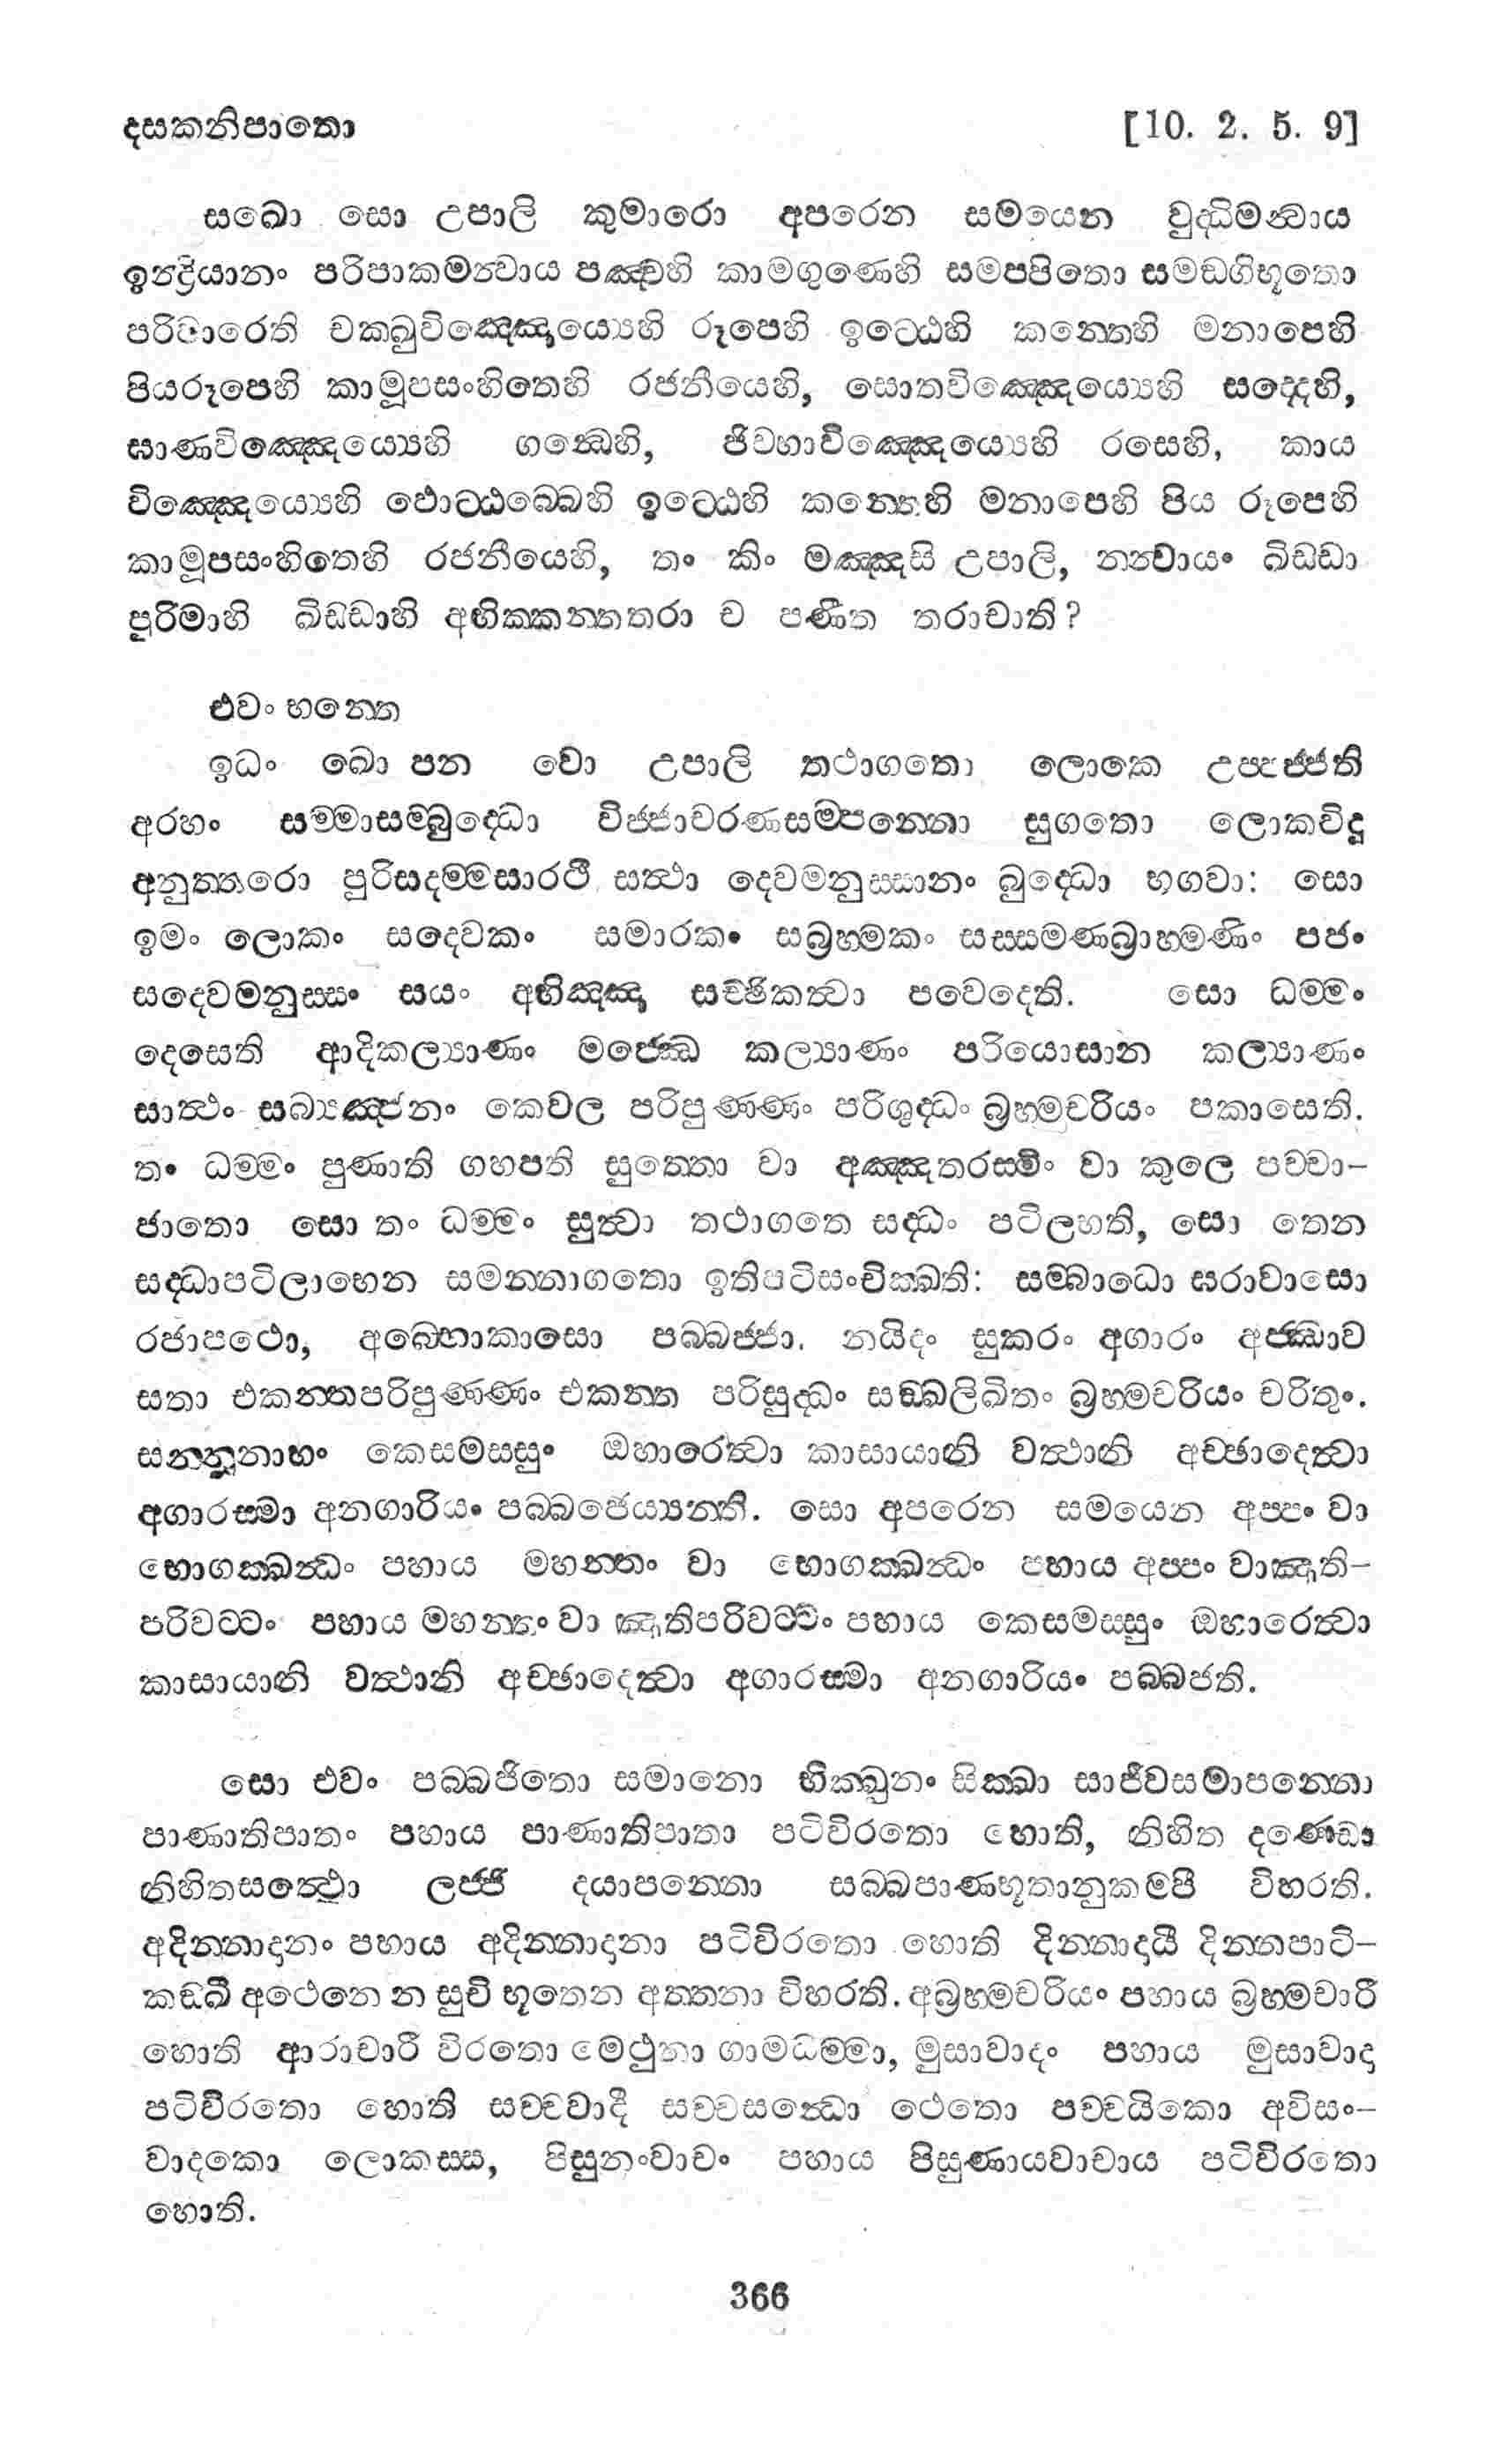 දසකනිපාතො [10. 2. 5. 9]
සඛො සො උපාලි කුමාරො අපරෙන සමයෙන වුද්ධිමන්වාය
ඉන්ද්‍රියානං පරිපාකමන්වාය පඤ්චහි කාමගුණෙහි සමප්පිතො සමඞගිභූතො
පරිචාරෙති චක්ඛුවිඤ්ඤෙය්‍යෙහි රූපෙහි ඉට්ඨෙහි කන්තෙහි මනාපෙහි
පියරූපෙහි කාමූපසංහිතෙහි රජනීයෙහි, සොතවිඤ්ඤෙය්‍යෙහි සද්දෙහි,
ඝාණවිඤ්ඤෙය්‍යෙහි ගන්ධෙහි, ජිව්හාවිඤ්ඤෙය්‍යෙහි රසෙහි, කාය
විඤ්ඤෙය්‍යෙහි ඵොට්ඨබ්බෙහි ඉට්ඨෙහි කන්තෙහි මනාපෙහි පිය රූපෙහි
කාමූපසංහිතෙහි රජනීයෙහි, තං කිං මඤ්ඤසි උපාලි, නන්වායං ඛිඩ්ඩා
පුරිමාහි ඛිඩ්ඩාහි අභික්කන්තතරා ච පණීත තරාචාති?
එවං භන්තෙ
ඉධං ඛො පන වො උපාලි තථාගතො ලොකෙ උප්පජ්ජති
අරහං සම්මාසම්බුද්ධො විජ්ජාචරණසම්පන්නො සුගතො ලොකවිදූ
අනුත්තරො පුරිසදම්මසාරථී සත්ථා දෙවමනුස්සානං බුද්ධො භගවා: සො
ඉමං ලොකං සදෙවකං සමාරකං සබ්‍රහ්මකං සස්සමණබ්‍රාහ්මණිං පජං
සදෙවමනුස්සං සයං අභිඤ්ඤා සච්ඡිකත්වා පවෙදෙති. සො ධම්මං
දෙසෙති ආදිකල්‍යාණං මජ්ඣෙ කල්‍යාණං පරියොසාන කල්‍යාණං
සාත්ථං සබ්‍යඤ්ජනං කෙවල පරිපුණ්ණං පරිශුද්ධං බ්‍රහ්මචරියං පකාසෙති.
තං ධම්මං පුණාති ගහපති සුත්තො වා අඤ්ඤතරස්මිං වා කුලෙ පච්චා-
ජාතො සො තං ධම්මං සුත්වා තථාගතෙ සද්ධං පටිලභති, සො තෙන
සද්ධාපටිලාභෙන සමන්නාගතො ඉතිපටිසංචික්ඛති: සම්බාධො ඝරාවාසො
රජාපථො, අබ්භොකාසො පබ්බජ්ජා. නයිදං සුකරං අගාරං අජ්ඣාව
සතා එකන්තපරිපුණ්ණං එකන්ත පරිසුද්ධං සඞ්ඛලිඛිතං බ්‍රහ්මචරියං චරිතුං.
සන්නූනාහං කෙසමස්සුං ඔහාරෙත්වා කාසායානි වත්ථානි අච්ඡාදෙත්වා
අගාරස්මා අනගාරියං පබ්බජෙය්‍යන්ති. සො අපරෙන සමයෙන අප්පං වා
භොගක්ඛන්ධං පහාය මහන්තං වා භොගක්ඛන්ධං පහාය අප්පං වාඤාති-
පරිවට්ටං පහාය මහන්තං වා ඤාතිපරිවට්ටං පහාය කෙසමස්සුං ඔහාරෙත්වා
කාසායානි වත්ථානි අච්ඡාදෙත්වා අගාරස්මා අනගාරියං පබ්බජති.
සො එවං පබ්බජිතො සමානො භික්ඛුනං සික්ඛා සාජීවසමාපන්නො
පාණාතිපාතං පහාය පාණාතිපාතා පටිවිරතො හොති, නිහිත දණ්ඩො
නිහිතසත්ථො ලජ්ජී දයාපන්නො සබ්බපාණභූතානුකම්පී විහරති.
අදින්නාදානං පහාය අදින්නාදානා පටිවිරතො හොති දින්නාදායී දින්නපාටි-
කඞ්ඛී අථෙනෙ න සුචි භූතෙන අත්තනා විහරති. අබ්‍රහ්මචරියං පහාය බ්‍රහ්මචාරී
හොති ආරාචාරී විරතො මෙථුනා ගාමධම්මා, මුසාවාදං පහාය මුසාවාදා
පටිවිරතො හොති සච්චවාදී සච්චසන්ධො ථෙතො පච්චයිකො අවිසං-
වාදකො ලොකස්ස, පිසුනංවාචං පහාය පිසුණායවාචාය පටිවිරතො
හොති.
366